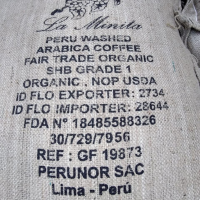 La Minita
PERU WASHED
ARABICA COFFEE
FAIR TRADE ORGANIC
SHB GRADE 1
ORGANIC, NOP USDA
ID FLO EXPORTER: 2734
ID FLO IMPORTER: 28644
FDA N° 18485588326
30/729/7956
REF: GF 19873
PERUNOR SAC
Lima - Perú